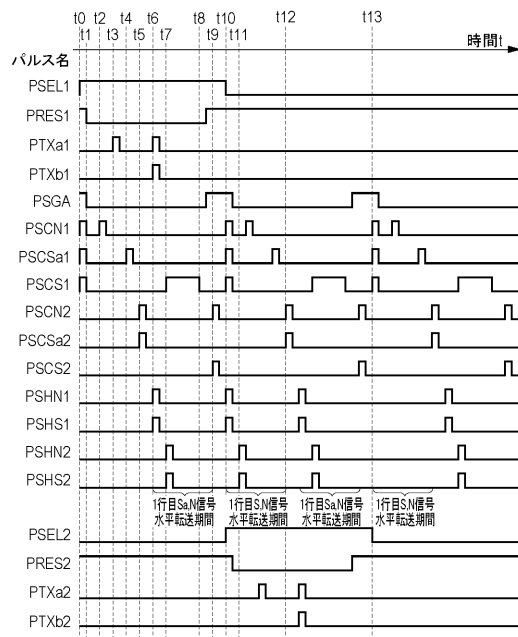 t0 t2 t4 t6 t8 t10 t12 t13
t1 t3 t5 t7 t9 t11
時間t
パルス名
PSEL1
PRES1
PTXa1
PTXb1
PSGA
PSCN1
PSCSa1
PSCS1
PSCN2
PSCSa2
PSCS2
PSHN1
PSHS1
PSHN2
PSHS2
1行目Sa,N信号 1行目S,N信号 1行目Sa,N信号 1行目S,N信号
水平転送期間 水平転送期間 水平転送期間 水平転送期間
PSEL2
PRES2
PTXa2
PTXb2